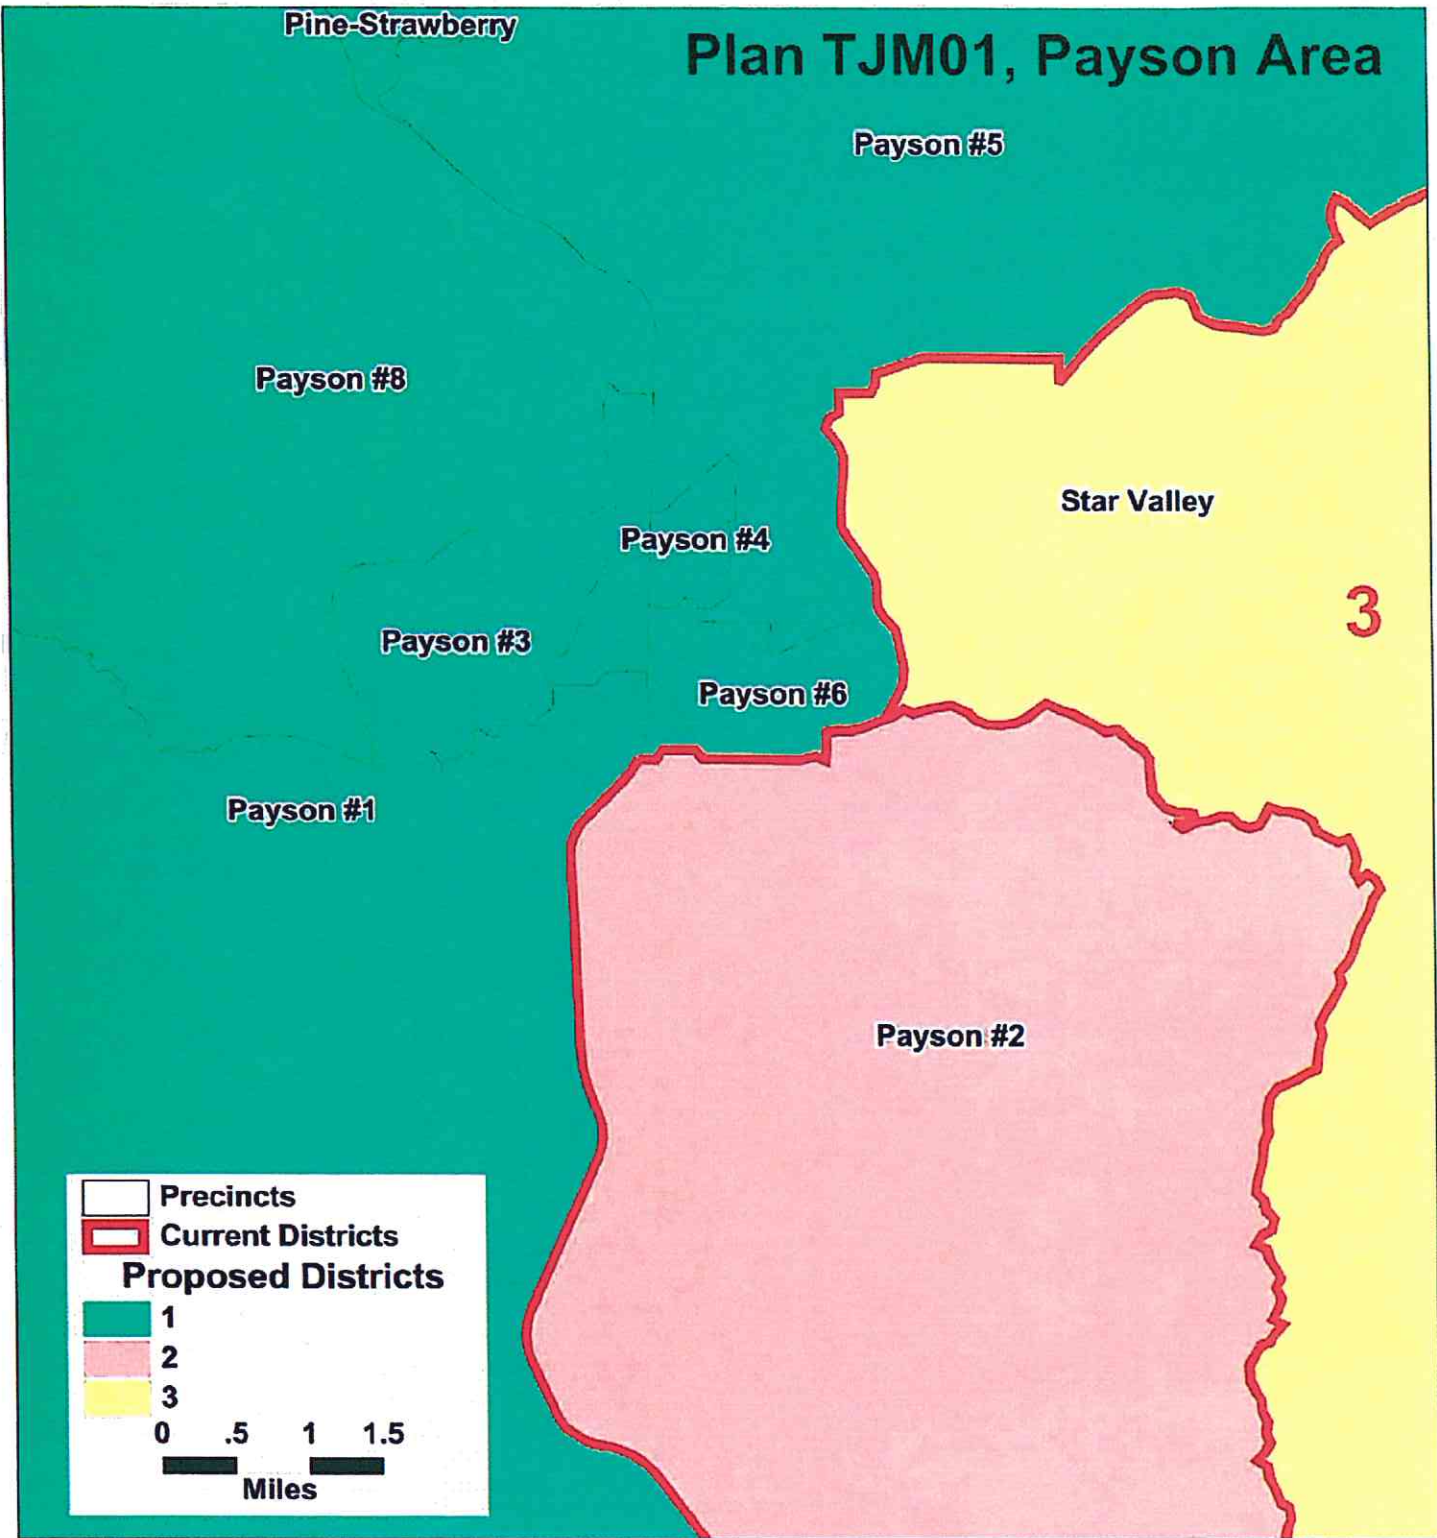 Pine-Strawberry
Plan TJM01, Payson Area
Payson #5
Payson #8
Star Valley
Payson #4
3
Payson #3
Payson #6
Payson #1
Payson #2
Precincts
Current Districts
Proposed Districts
1
2
3
0 .5 1 1.5
Miles